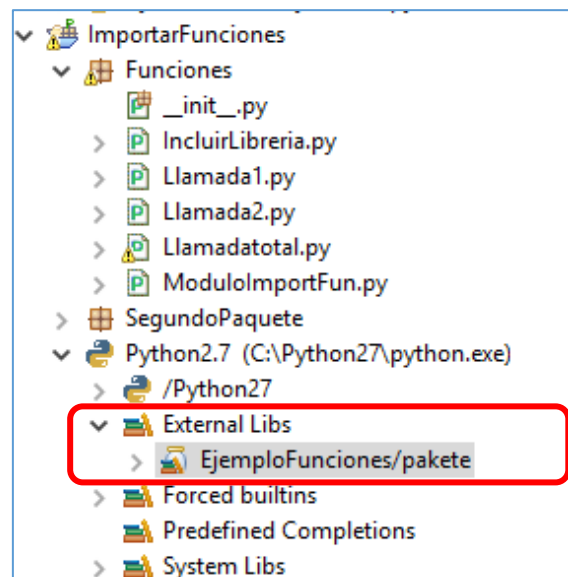 ImportarFunciones
Funciones
__init__.py
IncluirLibreria.py
Llamada1.py
Llamada2.py
Llamadatotal.py
ModuloImportFun.py
SegundoPaquete
Python2.7 (C:\Python27\python.exe)
/Python27
External Libs
EjemploFunciones/pakete
Forced builtins
Predefined Completions
System Libs